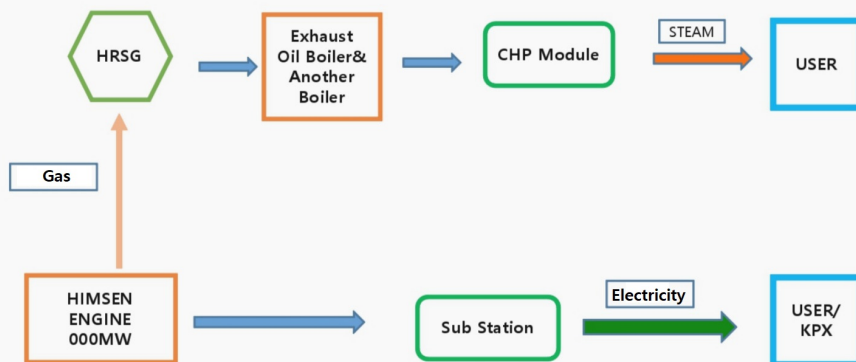 HRSG
Exhaust
Oil Boiler&
Another
Boiler
CHP Module
STEAM
USER
Gas
HIMSEN
ENGINE
000MW
Sub Station
Electricity
USER/
KPX